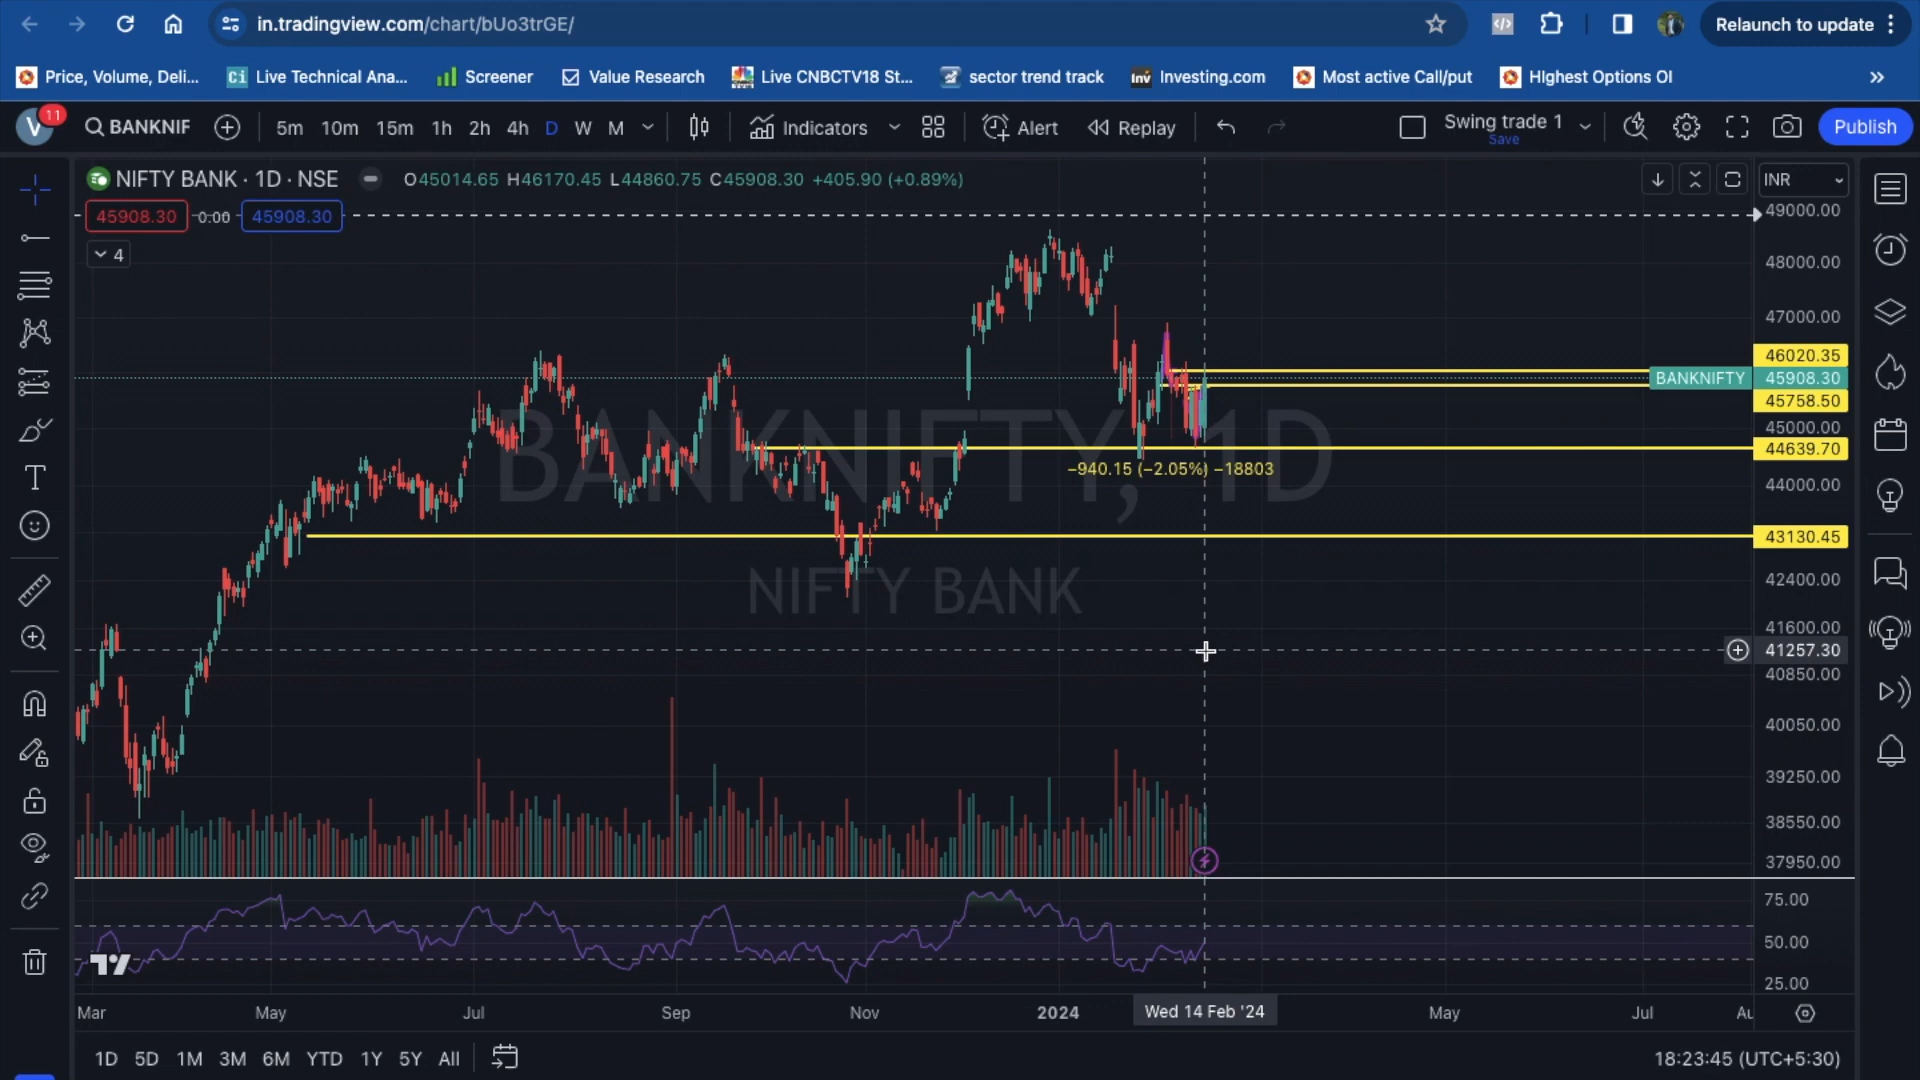 in.tradingview.com/chart/bUo3trGE/
Relaunch to update
Price, Volume, Deli...
Ci Live Technical Ana...
Screener
Value Research
Live CNBCTV18 St...
sector trend track
Inv Investing.com
Most active Call/put
HIghest Options OI
»
V 11
BANKNIF
5m 10m 15m 1h 2h 4h D W M
Indicators
Alert
Replay
Swing trade 1
Save
Publish
NIFTY BANK · 1D · NSE
O45014.65 H46170.45 L44860.75 C45908.30 +405.90 (+0.89%)
INR
45908.30 0.00 45908.30
4
49000.00
48000.00
47000.00
46020.35
BANKNIFTY 45908.30
45758.50
45000.00
44639.70
BANKNIFTY, 1D
−940.15 (−2.05%) −18803
44000.00
43130.45
NIFTY BANK
42400.00
41600.00
41257.30
40850.00
40050.00
39250.00
38550.00
37950.00
75.00
50.00
25.00
Mar May Jul Sep Nov 2024 Wed 14 Feb '24 May Jul Au
1D 5D 1M 3M 6M YTD 1Y 5Y All
18:23:45 (UTC+5:30)